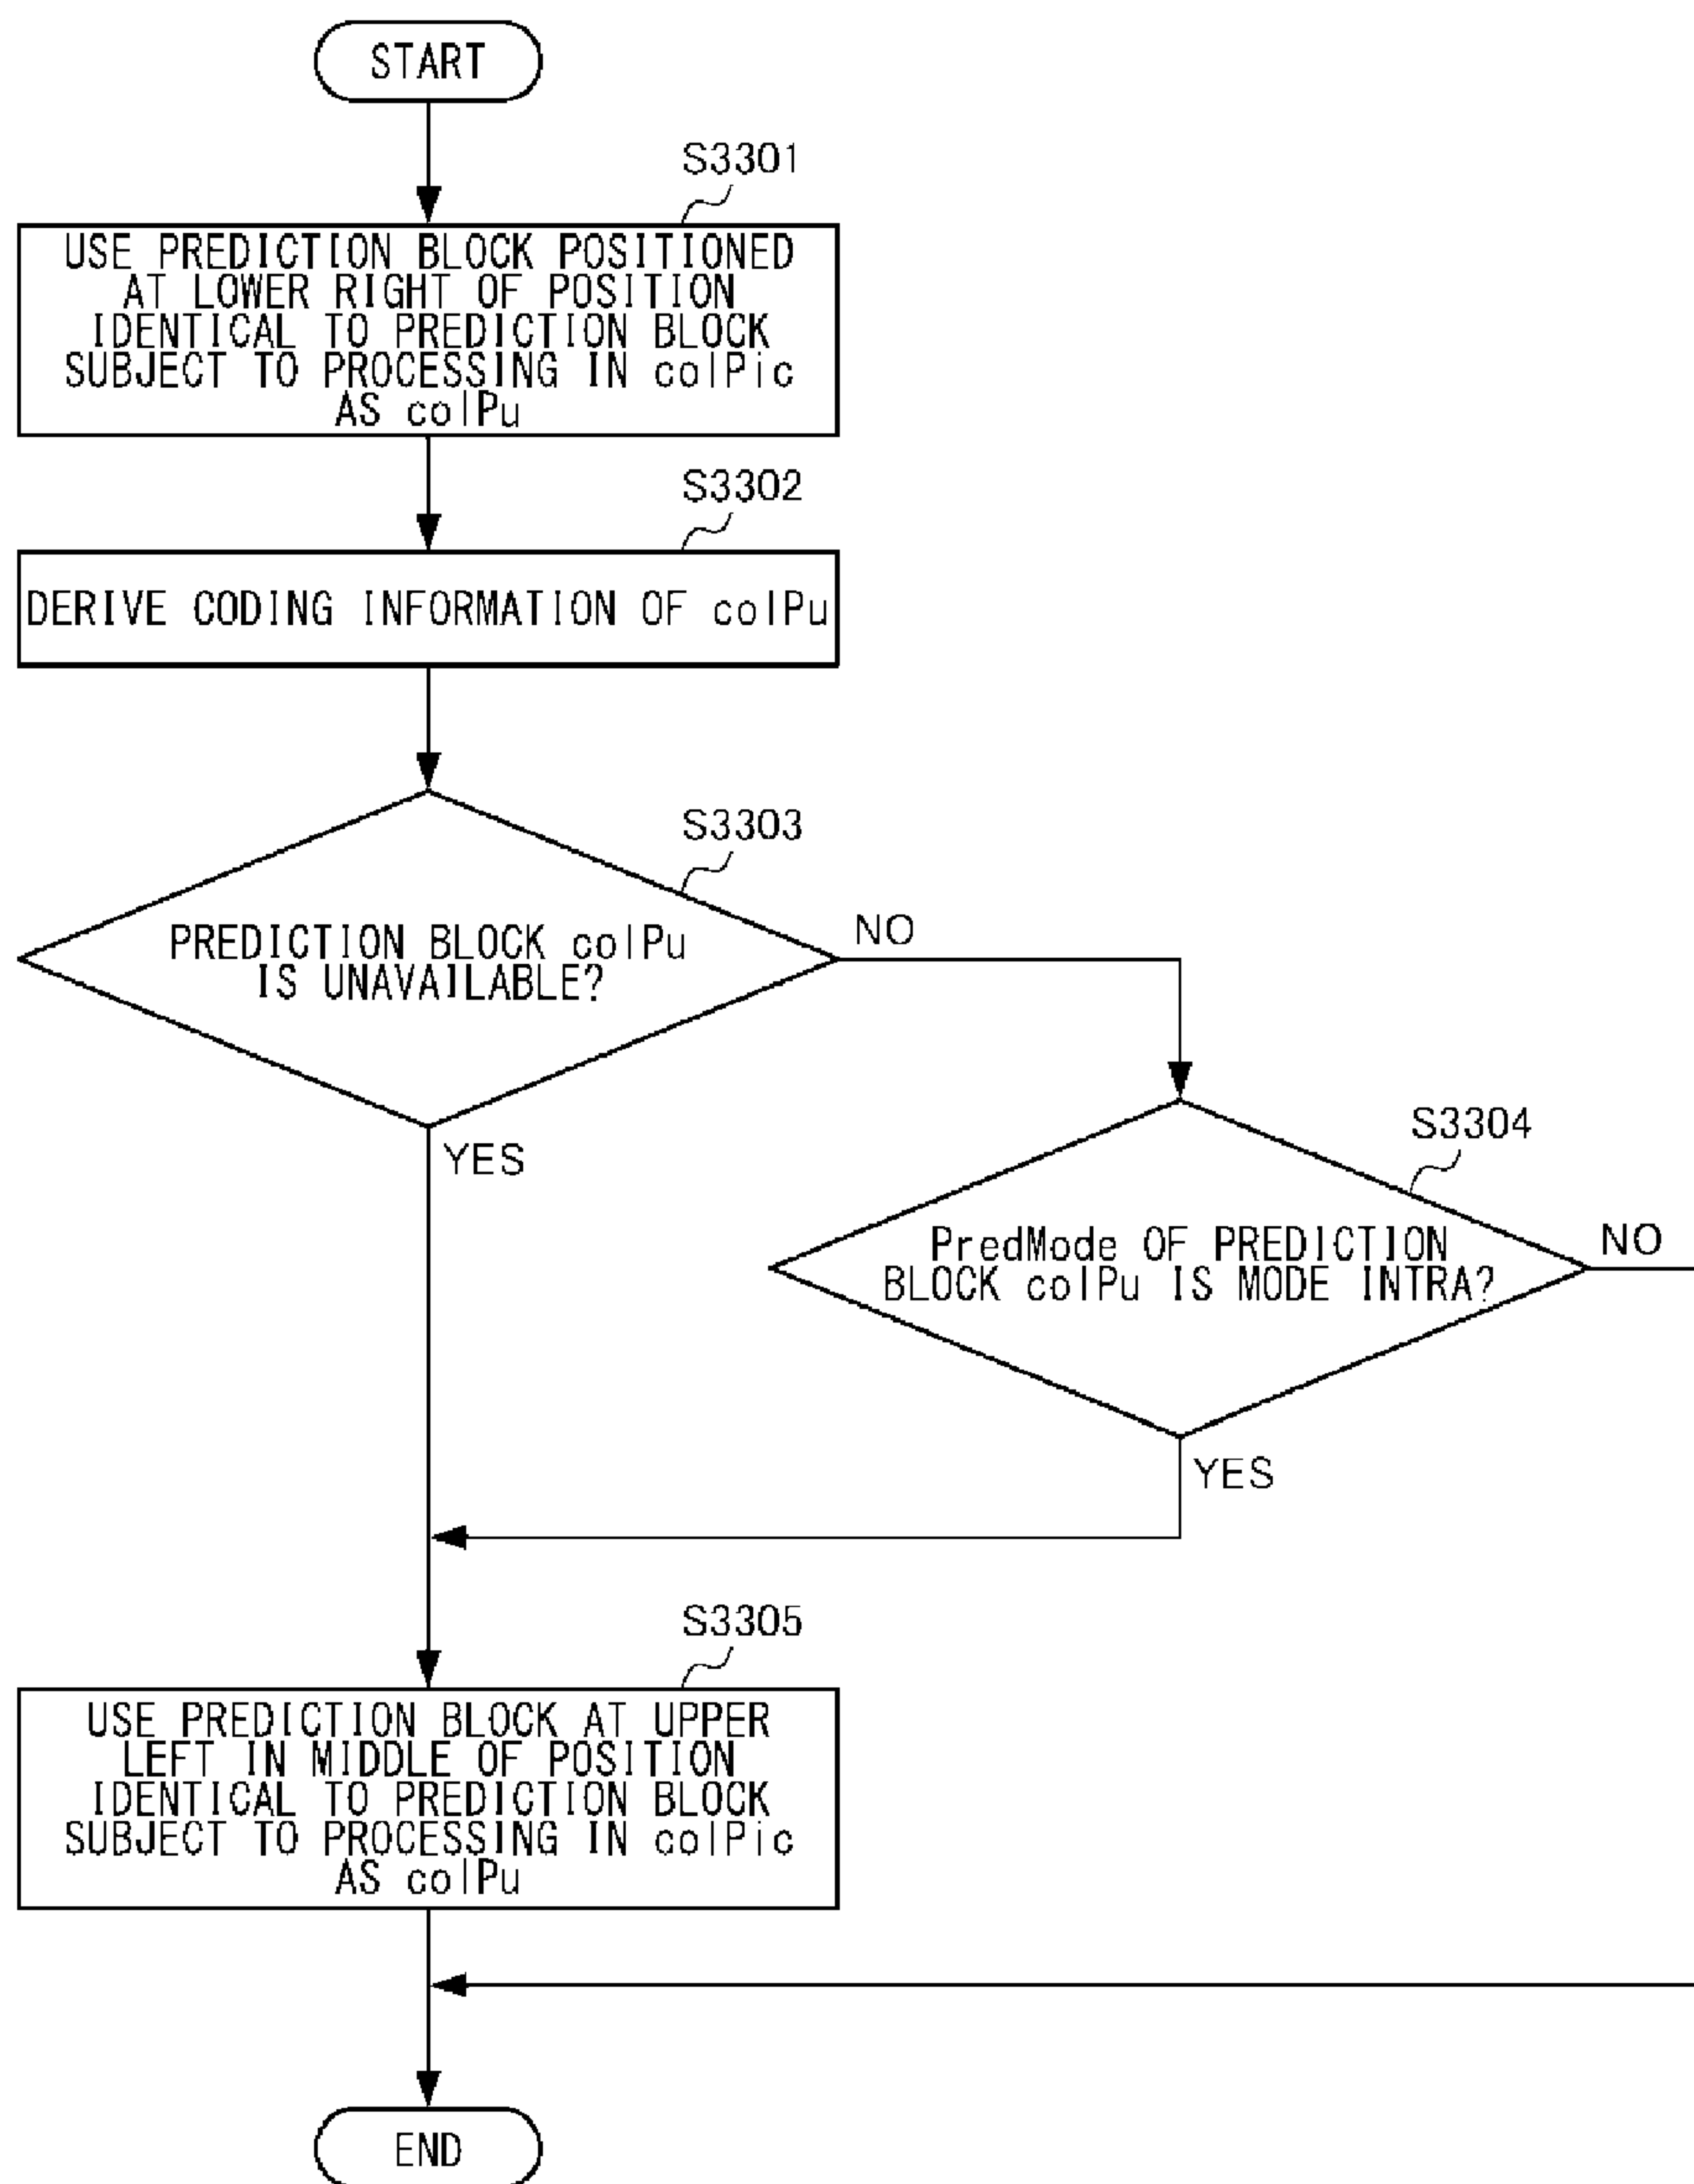 START
S3301
USE PREDICTION BLOCK POSITIONED
AT LOWER RIGHT OF POSITION
IDENTICAL TO PREDICTION BLOCK
SUBJECT TO PROCESSING IN colPic
AS colPu
S3302
DERIVE CODING INFORMATION OF colPu
S3303
PREDICTION BLOCK colPu
IS UNAVAILABLE?
NO
YES
S3304
PredMode OF PREDICTION
BLOCK colPu IS MODE INTRA?
NO
YES
S3305
USE PREDICTION BLOCK AT UPPER
LEFT IN MIDDLE OF POSITION
IDENTICAL TO PREDICTION BLOCK
SUBJECT TO PROCESSING IN colPic
AS colPu
END